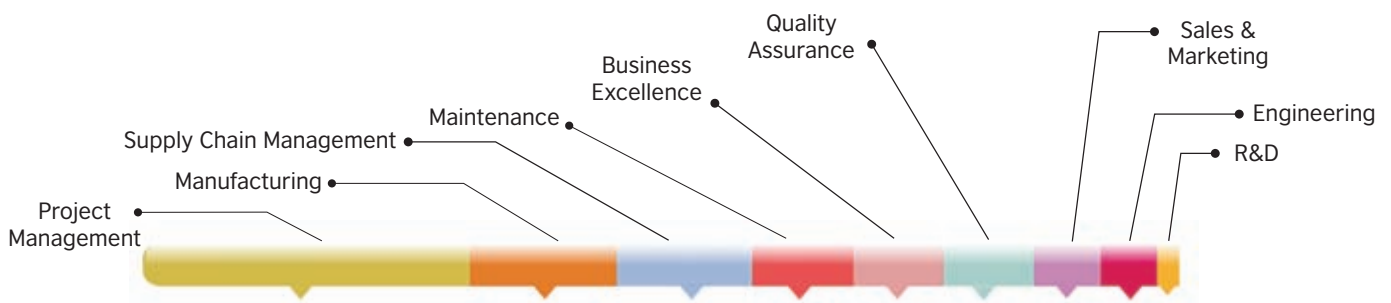 Project
Management
Manufacturing
Supply Chain Management
Maintenance
Business
Excellence
Quality
Assurance
Sales &
Marketing
Engineering
R&D